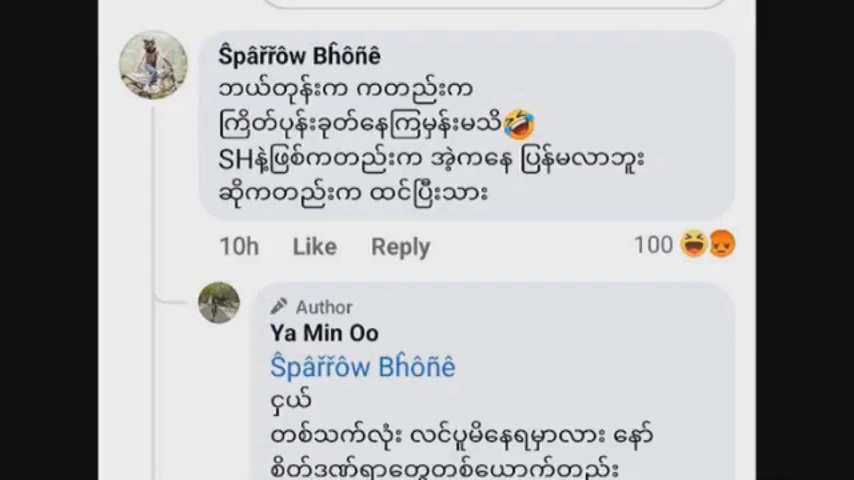 Ŝpâřřôw Bĥôñê
ဘယ်တုန်းက ကတည်းက
ကြိတ်ပုန်းခုတ်နေကြမှန်းမသိ🤣
SHနဲ့ဖြစ်ကတည်းက အဲ့ကနေ ပြန်မလာဘူး
ဆိုကတည်းက ထင်ပြီးသား
10h Like Reply 100
Author
Ya Min Oo
Ŝpâřřôw Bĥôñê
ငှယ်
တစ်သက်လုံး လင်ပူမိနေရမှာလား နော်
စိတ်ဒဏ်ရာတွေတစ်ယောက်တည်း